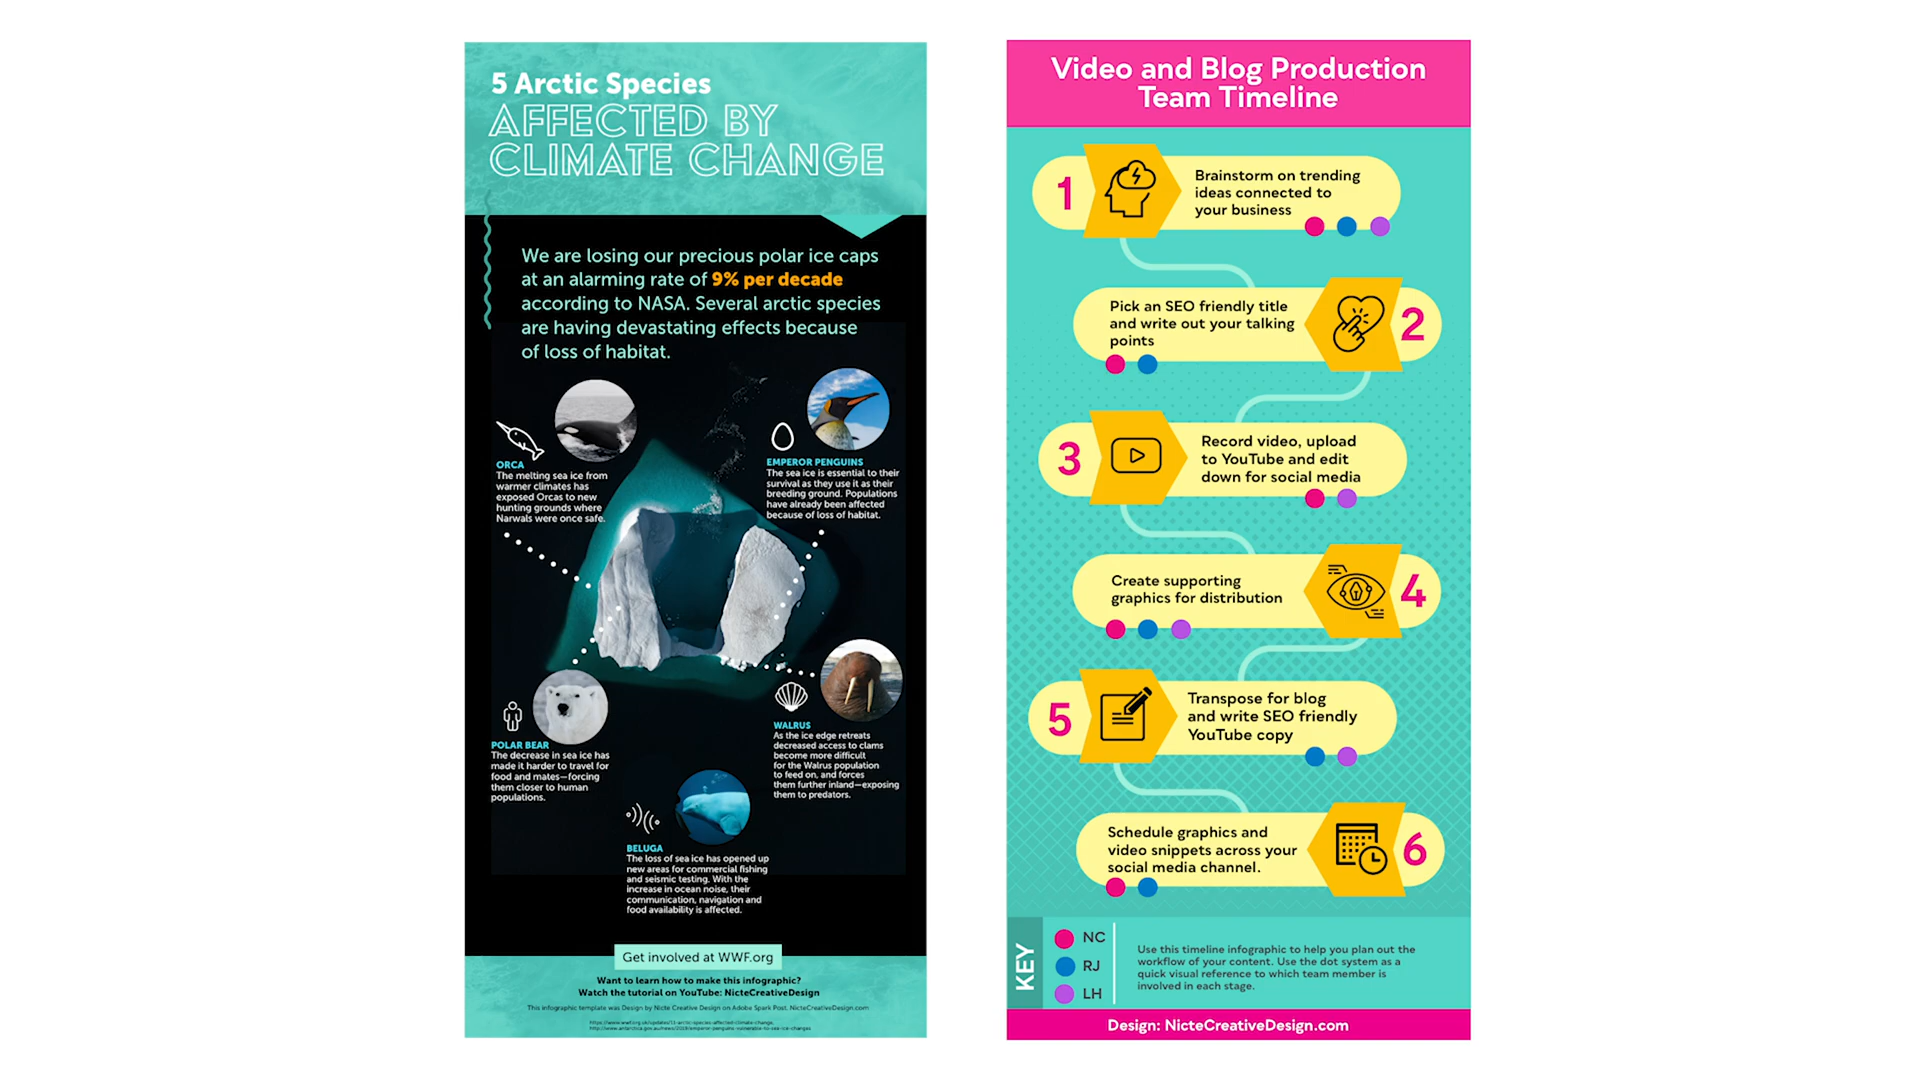 5 Arctic Species
AFFECTED BY
CLIMATE CHANGE
We are losing our precious polar ice caps
at an alarming rate of 9% per decade
according to NASA. Several arctic species
are having devastating effects because
of loss of habitat.
ORCA
The melting sea ice from
warmer climates has
exposed Orcas to new
hunting grounds where
Narwals were once safe.
EMPEROR PENGUINS
The sea ice is essential to their
survival as they use it as their
breeding ground. Populations
have already been affected
because of loss of habitat.
POLAR BEAR
The decrease in sea ice has
made it harder to travel for
food and mates—forcing
them closer to human
populations.
WALRUS
As the ice edge retreats
decreased access to clams
become more difficult
for the Walrus population
to feed on, and forces
them further inland—exposing
them to predators.
BELUGA
The loss of sea ice has opened up
new areas for commercial fishing
and seismic testing. With the
increase in ocean noise, their
communication, navigation and
food availability is affected.
Get involved at WWF.org
Want to learn how to make this infographic?
Watch the tutorial on YouTube: NicteCreativeDesign
This infographic template was Design by Nicte Creative Design on Adobe Spark Post. NicteCreativeDesign.com
Video and Blog Production
Team Timeline
1
Brainstorm on trending
ideas connected to
your business
Pick an SEO friendly title
and write out your talking
points
2
3
Record video, upload
to YouTube and edit
down for social media
Create supporting
graphics for distribution
4
5
Transpose for blog
and write SEO friendly
YouTube copy
Schedule graphics and
video snippets across your
social media channel.
6
KEY
NC
RJ
LH
Use this timeline infographic to help you plan out the
workflow of your content. Use the dot system as a
quick visual reference to which team member is
involved in each stage.
Design: NicteCreativeDesign.com